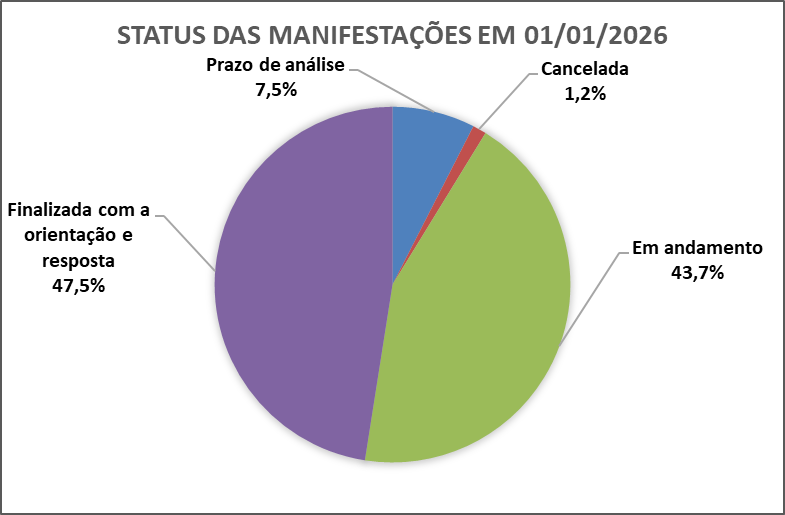 STATUS DAS MANIFESTAÇÕES EM 01/01/2026
Prazo de análise
7,5%
Cancelada
1,2%
Finalizada com a
orientação e
resposta
47,5%
Em andamento
43,7%